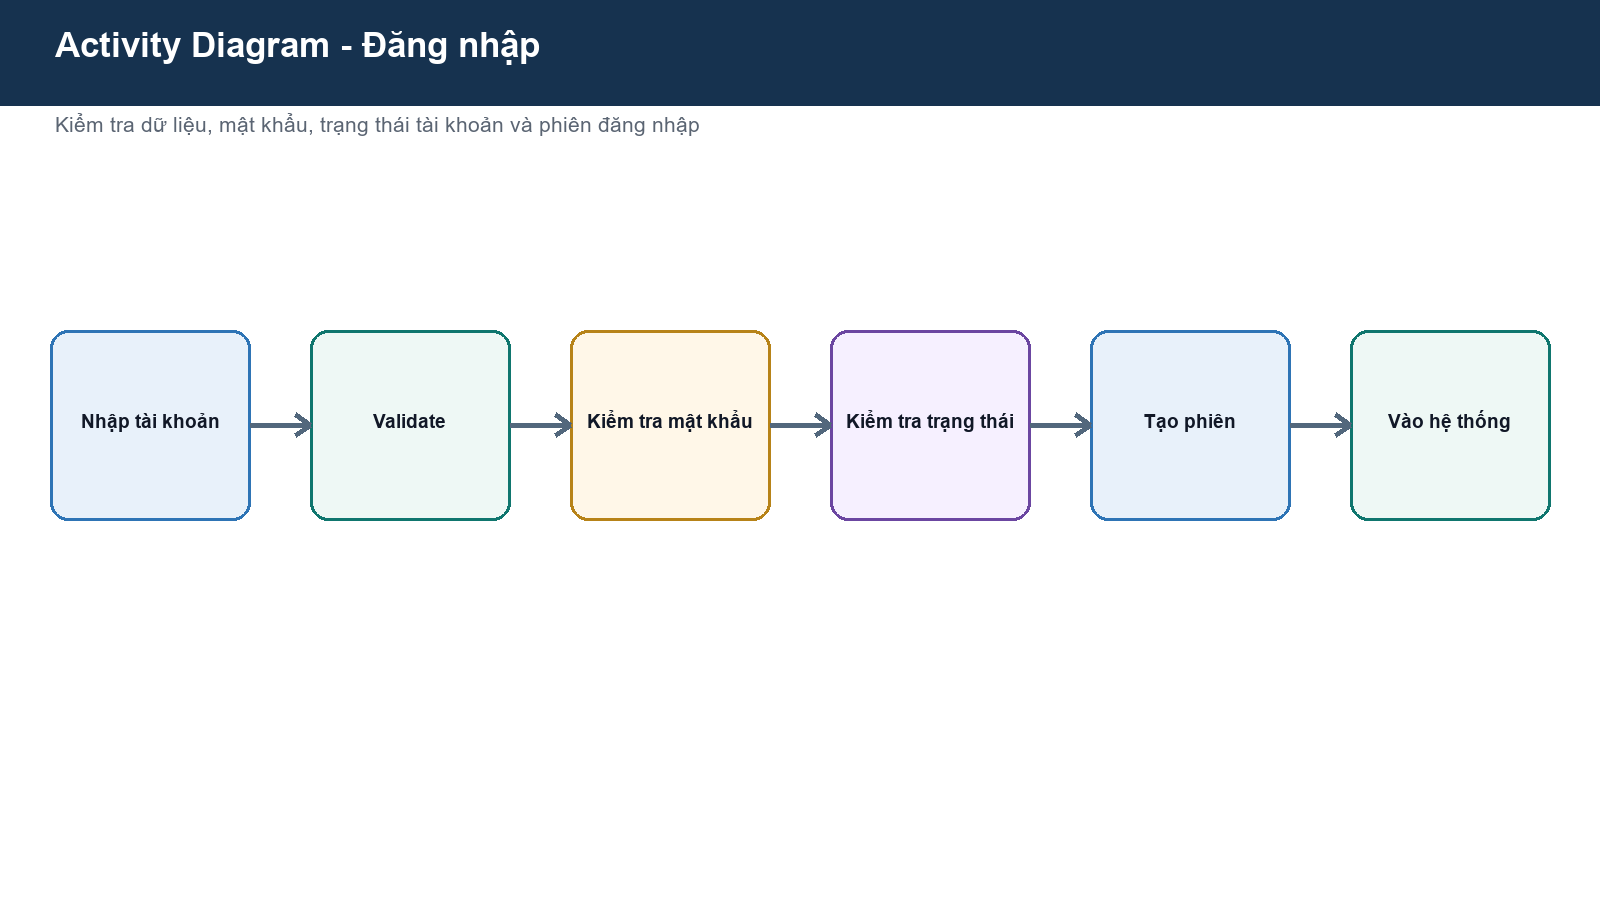 Activity Diagram - Đăng nhập
Kiểm tra dữ liệu, mật khẩu, trạng thái tài khoản và phiên đăng nhập
Nhập tài khoản
Validate
Kiểm tra mật khẩu
Kiểm tra trạng thái
Tạo phiên
Vào hệ thống